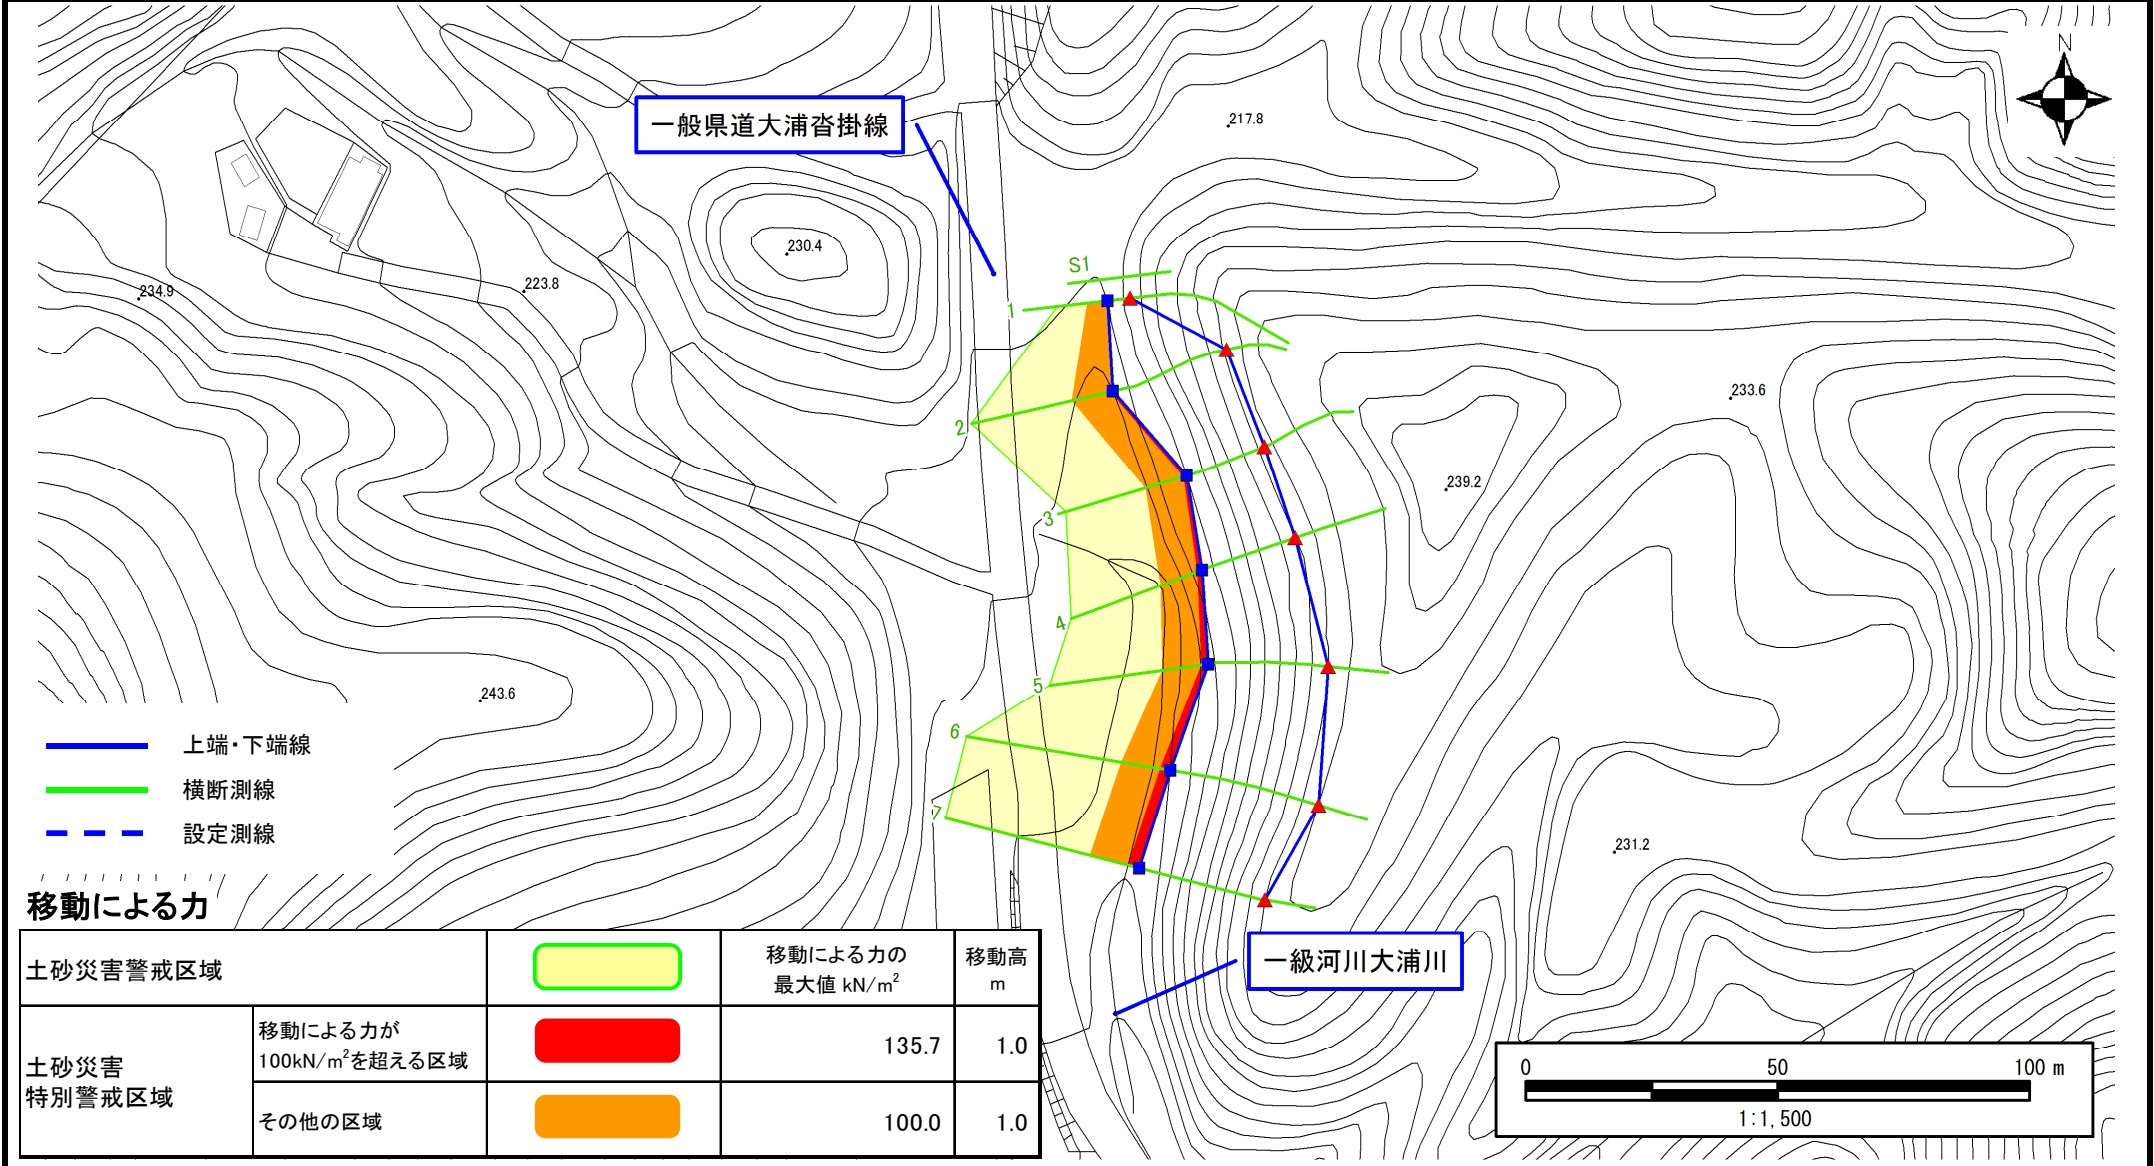 N
一般県道大浦沓掛線
217.8
230.4
234.9
223.8
S1
1
2
3
4
5
6
7
233.6
239.2
243.6
231.2
上端・下端線
横断測線
設定測線
一級河川大浦川
移動による力
土砂災害警戒区域
移動による力の
最大値 kN/m²
移動高
m
土砂災害
特別警戒区域
移動による力が
100kN/m²を超える区域
135.7
1.0
その他の区域
100.0
1.0
0 50 100 m
1:1,500